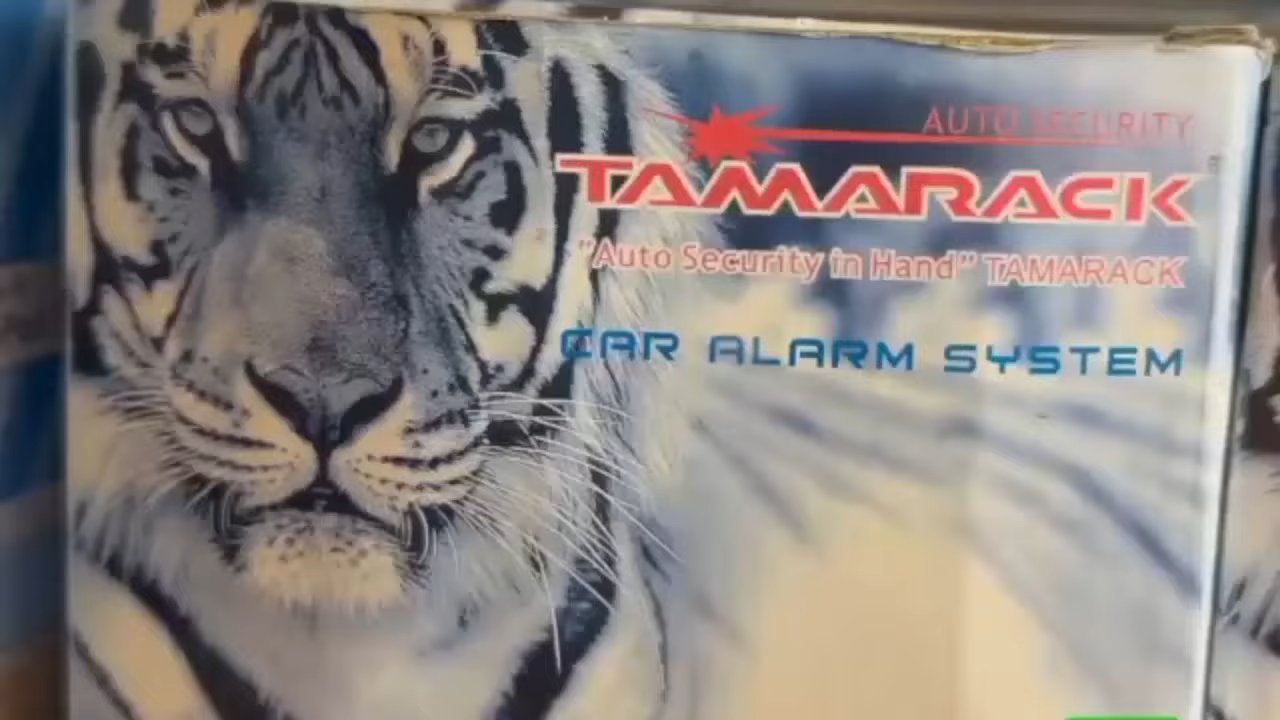 AUTO SECURITY
TAMARACK
"Auto Security in Hand" TAMARACK
CAR ALARM SYSTEM